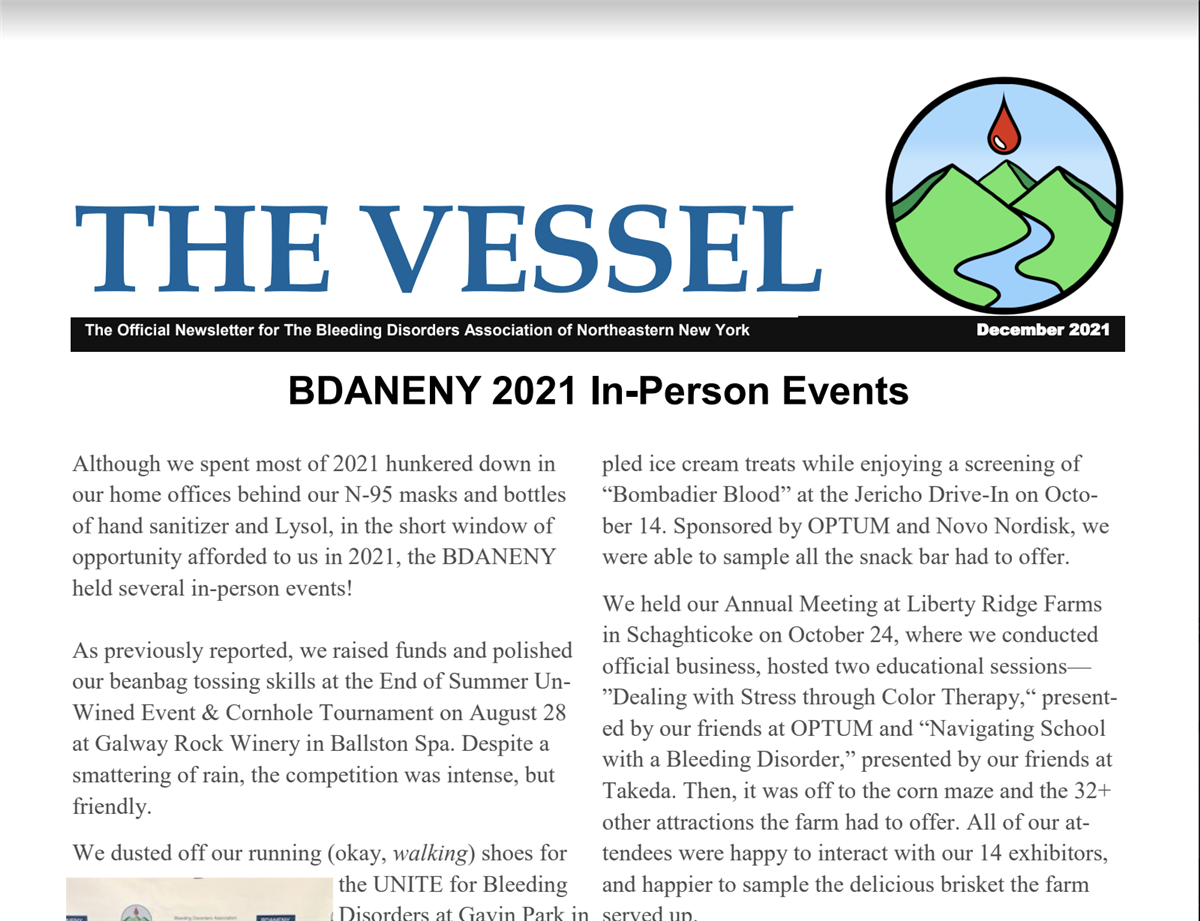 THE VESSEL
The Official Newsletter for The Bleeding Disorders Association of Northeastern New York December 2021
BDANENY 2021 In-Person Events
Although we spent most of 2021 hunkered down in
our home offices behind our N-95 masks and bottles
of hand sanitizer and Lysol, in the short window of
opportunity afforded to us in 2021, the BDANENY
held several in-person events!
As previously reported, we raised funds and polished
our beanbag tossing skills at the End of Summer Un-
Wined Event & Cornhole Tournament on August 28
at Galway Rock Winery in Ballston Spa. Despite a
smattering of rain, the competition was intense, but
friendly.
We dusted off our running (okay, walking) shoes for
the UNITE for Bleeding
Disorders at Gavin Park in
pled ice cream treats while enjoying a screening of
“Bombadier Blood” at the Jericho Drive-In on Octo-
ber 14. Sponsored by OPTUM and Novo Nordisk, we
were able to sample all the snack bar had to offer.
We held our Annual Meeting at Liberty Ridge Farms
in Schaghticoke on October 24, where we conducted
official business, hosted two educational sessions—
”Dealing with Stress through Color Therapy,“ present-
ed by our friends at OPTUM and “Navigating School
with a Bleeding Disorder,” presented by our friends at
Takeda. Then, it was off to the corn maze and the 32+
other attractions the farm had to offer. All of our at-
tendees were happy to interact with our 14 exhibitors,
and happier to sample the delicious brisket the farm
served up.